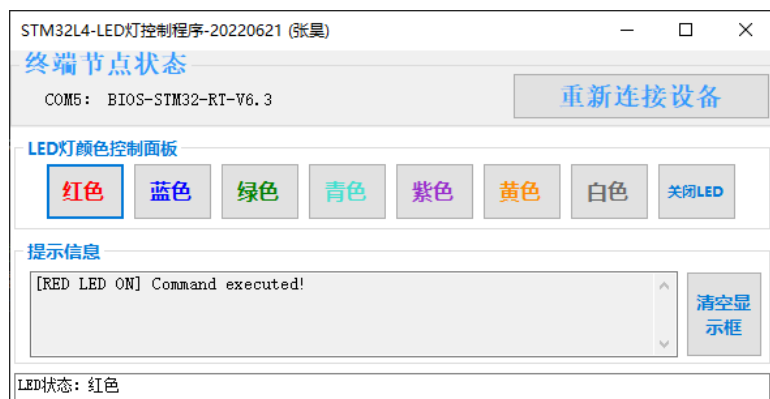 STM32L4-LED灯控制程序-20220621 (张昊)
终端节点状态
COM5: BIOS-STM32-RT-V6.3
重新连接设备
LED灯颜色控制面板
红色 蓝色 绿色 青色 紫色 黄色 白色 关闭LED
提示信息
[RED LED ON] Command executed!
清空显
示框
LED状态: 红色